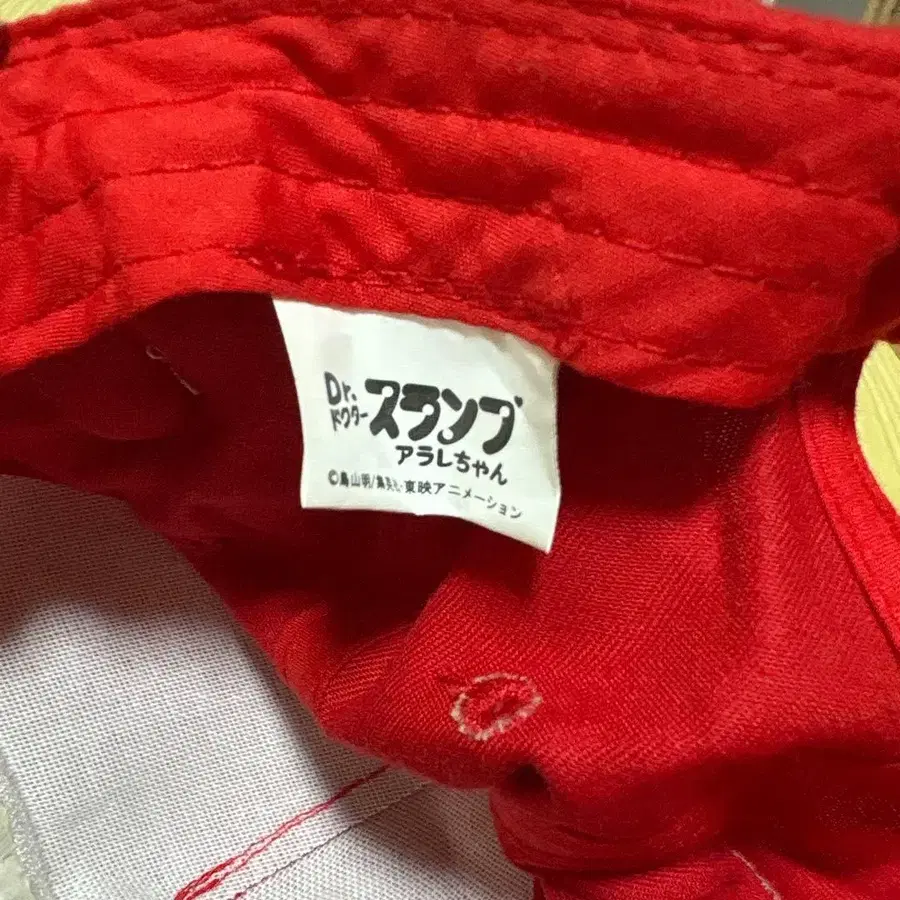 Dr. スランプ
ドクター
アラレちゃん
©鳥山明/集英社・東映アニメーション